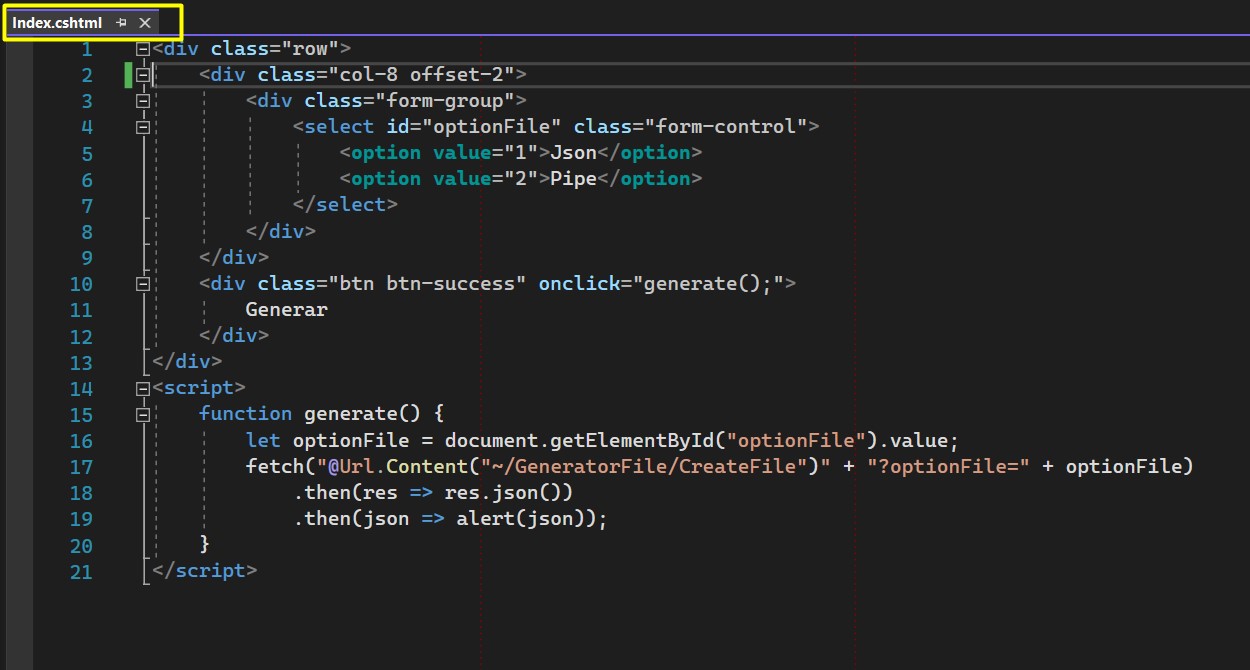 Index.cshtml
1 <div class="row">
2 <div class="col-8 offset-2">
3 <div class="form-group">
4 <select id="optionFile" class="form-control">
5 <option value="1">Json</option>
6 <option value="2">Pipe</option>
7 </select>
8 </div>
9 </div>
10 <div class="btn btn-success" onclick="generate();">
11 Generar
12 </div>
13 </div>
14 <script>
15 function generate() {
16 let optionFile = document.getElementById("optionFile").value;
17 fetch("@Url.Content("~/GeneratorFile/CreateFile")" + "?optionFile=" + optionFile)
18 .then(res => res.json())
19 .then(json => alert(json));
20 }
21 </script>